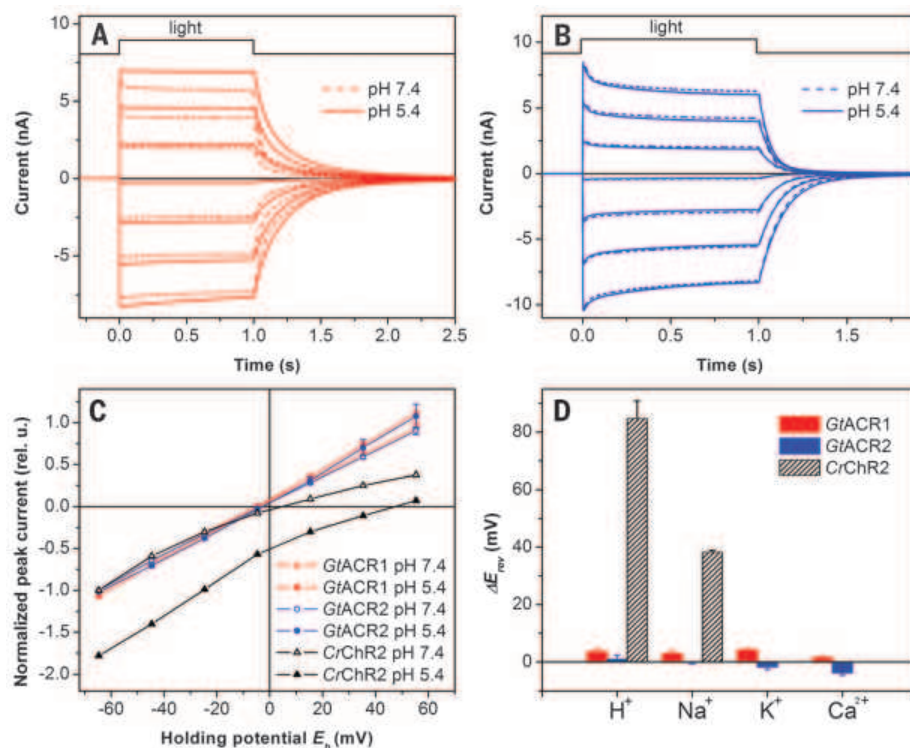 A
light
pH 7.4
pH 5.4
Current (nA)
10
5
0
-5
0.0
0.5
1.0
1.5
2.0
2.5
Time (s)
B
light
pH 7.4
pH 5.4
Current (nA)
10
5
0
-5
-10
0.0
0.5
1.0
1.5
Time (s)
C
Normalized peak current (rel. u.)
1.0
0.5
0.0
-0.5
-1.0
-1.5
-2.0
GtACR1 pH 7.4
GtACR1 pH 5.4
GtACR2 pH 7.4
GtACR2 pH 5.4
CrChR2 pH 7.4
CrChR2 pH 5.4
-60
-40
-20
0
20
40
60
Holding potential Eh (mV)
D
GtACR1
GtACR2
CrChR2
ΔErev (mV)
80
60
40
20
0
H+
Na+
K+
Ca2+